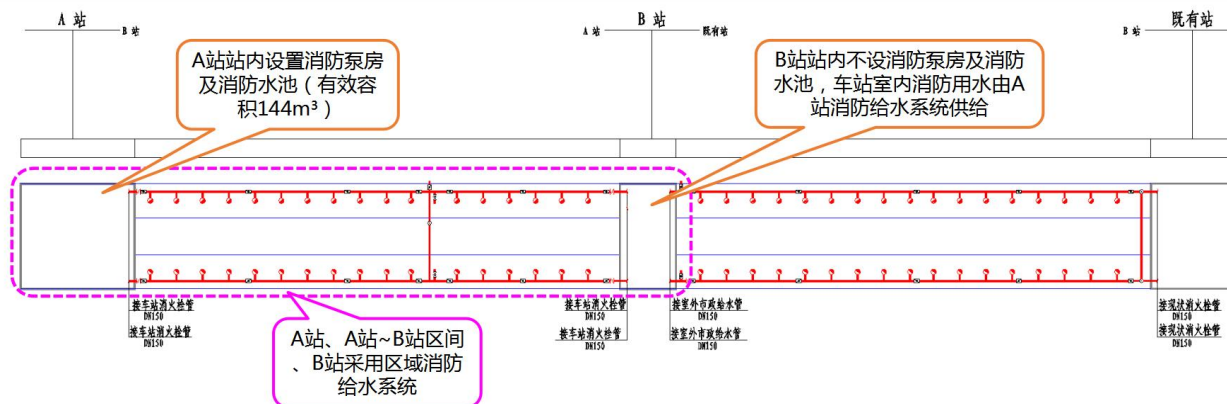 A 站
B 站
B 站
A 站
既有站
既有站
B 站
A站站内设置消防泵房
及消防水池（有效容
积144m³）
B站站内不设消防泵房及消防
水池，车站室内消防用水由A
站消防给水系统供给
接车站消火栓管
DN150
接车站消火栓管
DN150
接车站消火栓管
DN150
接车站消火栓管
DN150
接室外市政给水管
DN150
接室外市政给水管
DN150
接现状消火栓管
DN150
接现状消火栓管
DN150
A站、A站~B站区间
、B站采用区域消防
给水系统